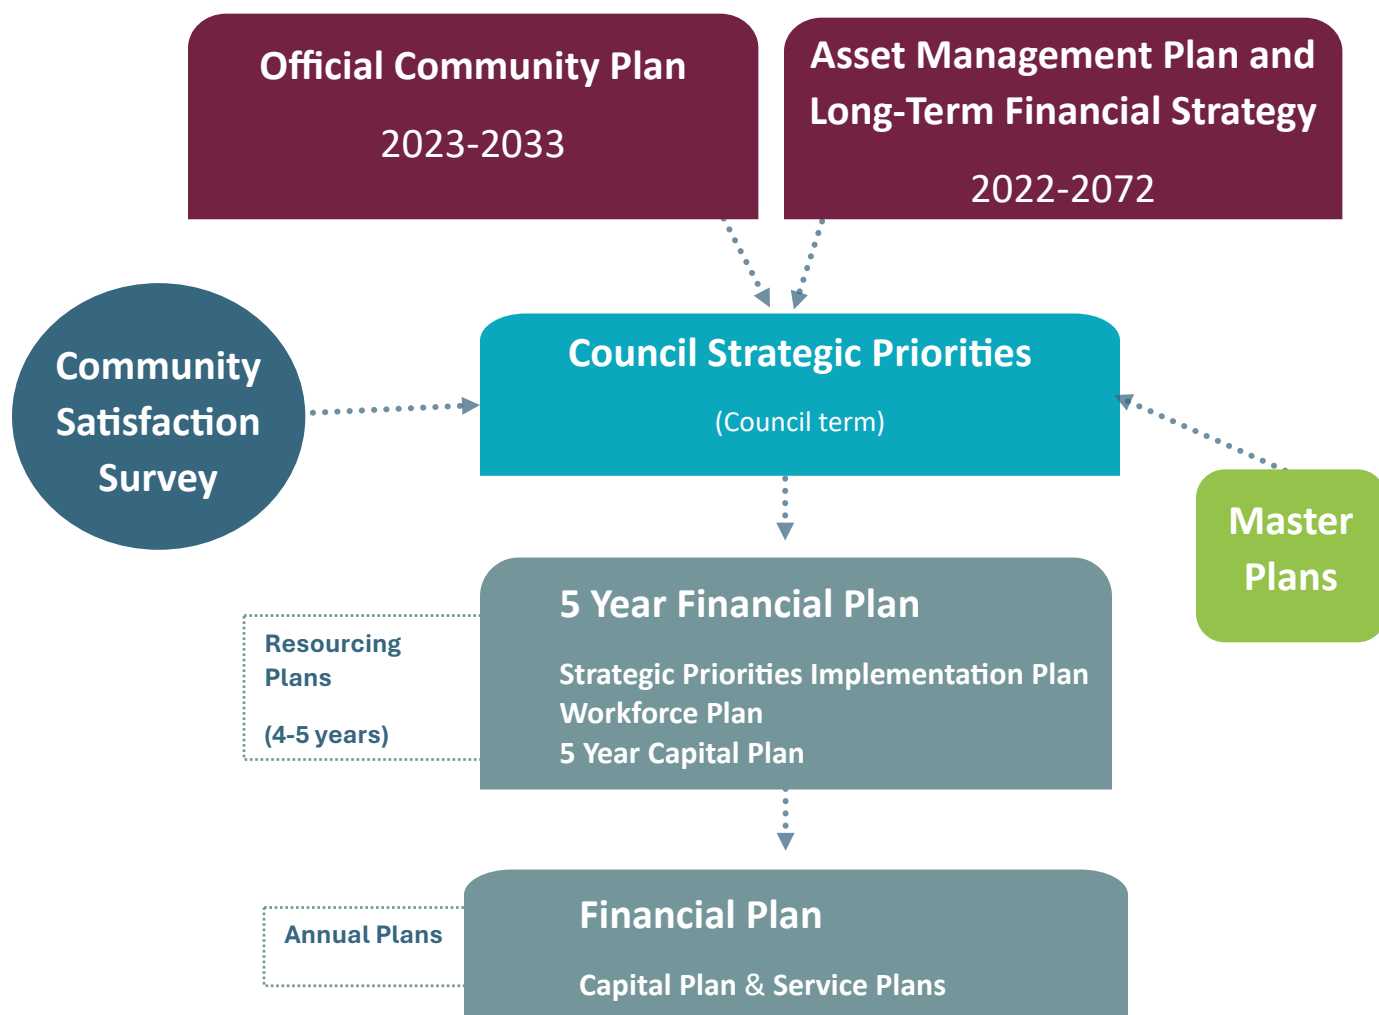 Official Community Plan
2023-2033
Asset Management Plan and
Long-Term Financial Strategy
2022-2072
Community
Satisfaction
Survey
Council Strategic Priorities
(Council term)
Master
Plans
Resourcing
Plans
(4-5 years)
5 Year Financial Plan
Strategic Priorities Implementation Plan
Workforce Plan
5 Year Capital Plan
Annual Plans
Financial Plan
Capital Plan & Service Plans